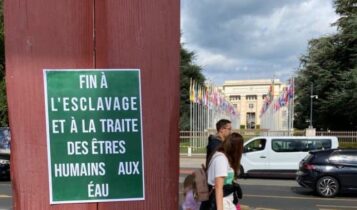 FIN À
L'ESCLAVAGE
ET À LA TRAITE
DES ÊTRES
HUMAINS AUX
ÉAU